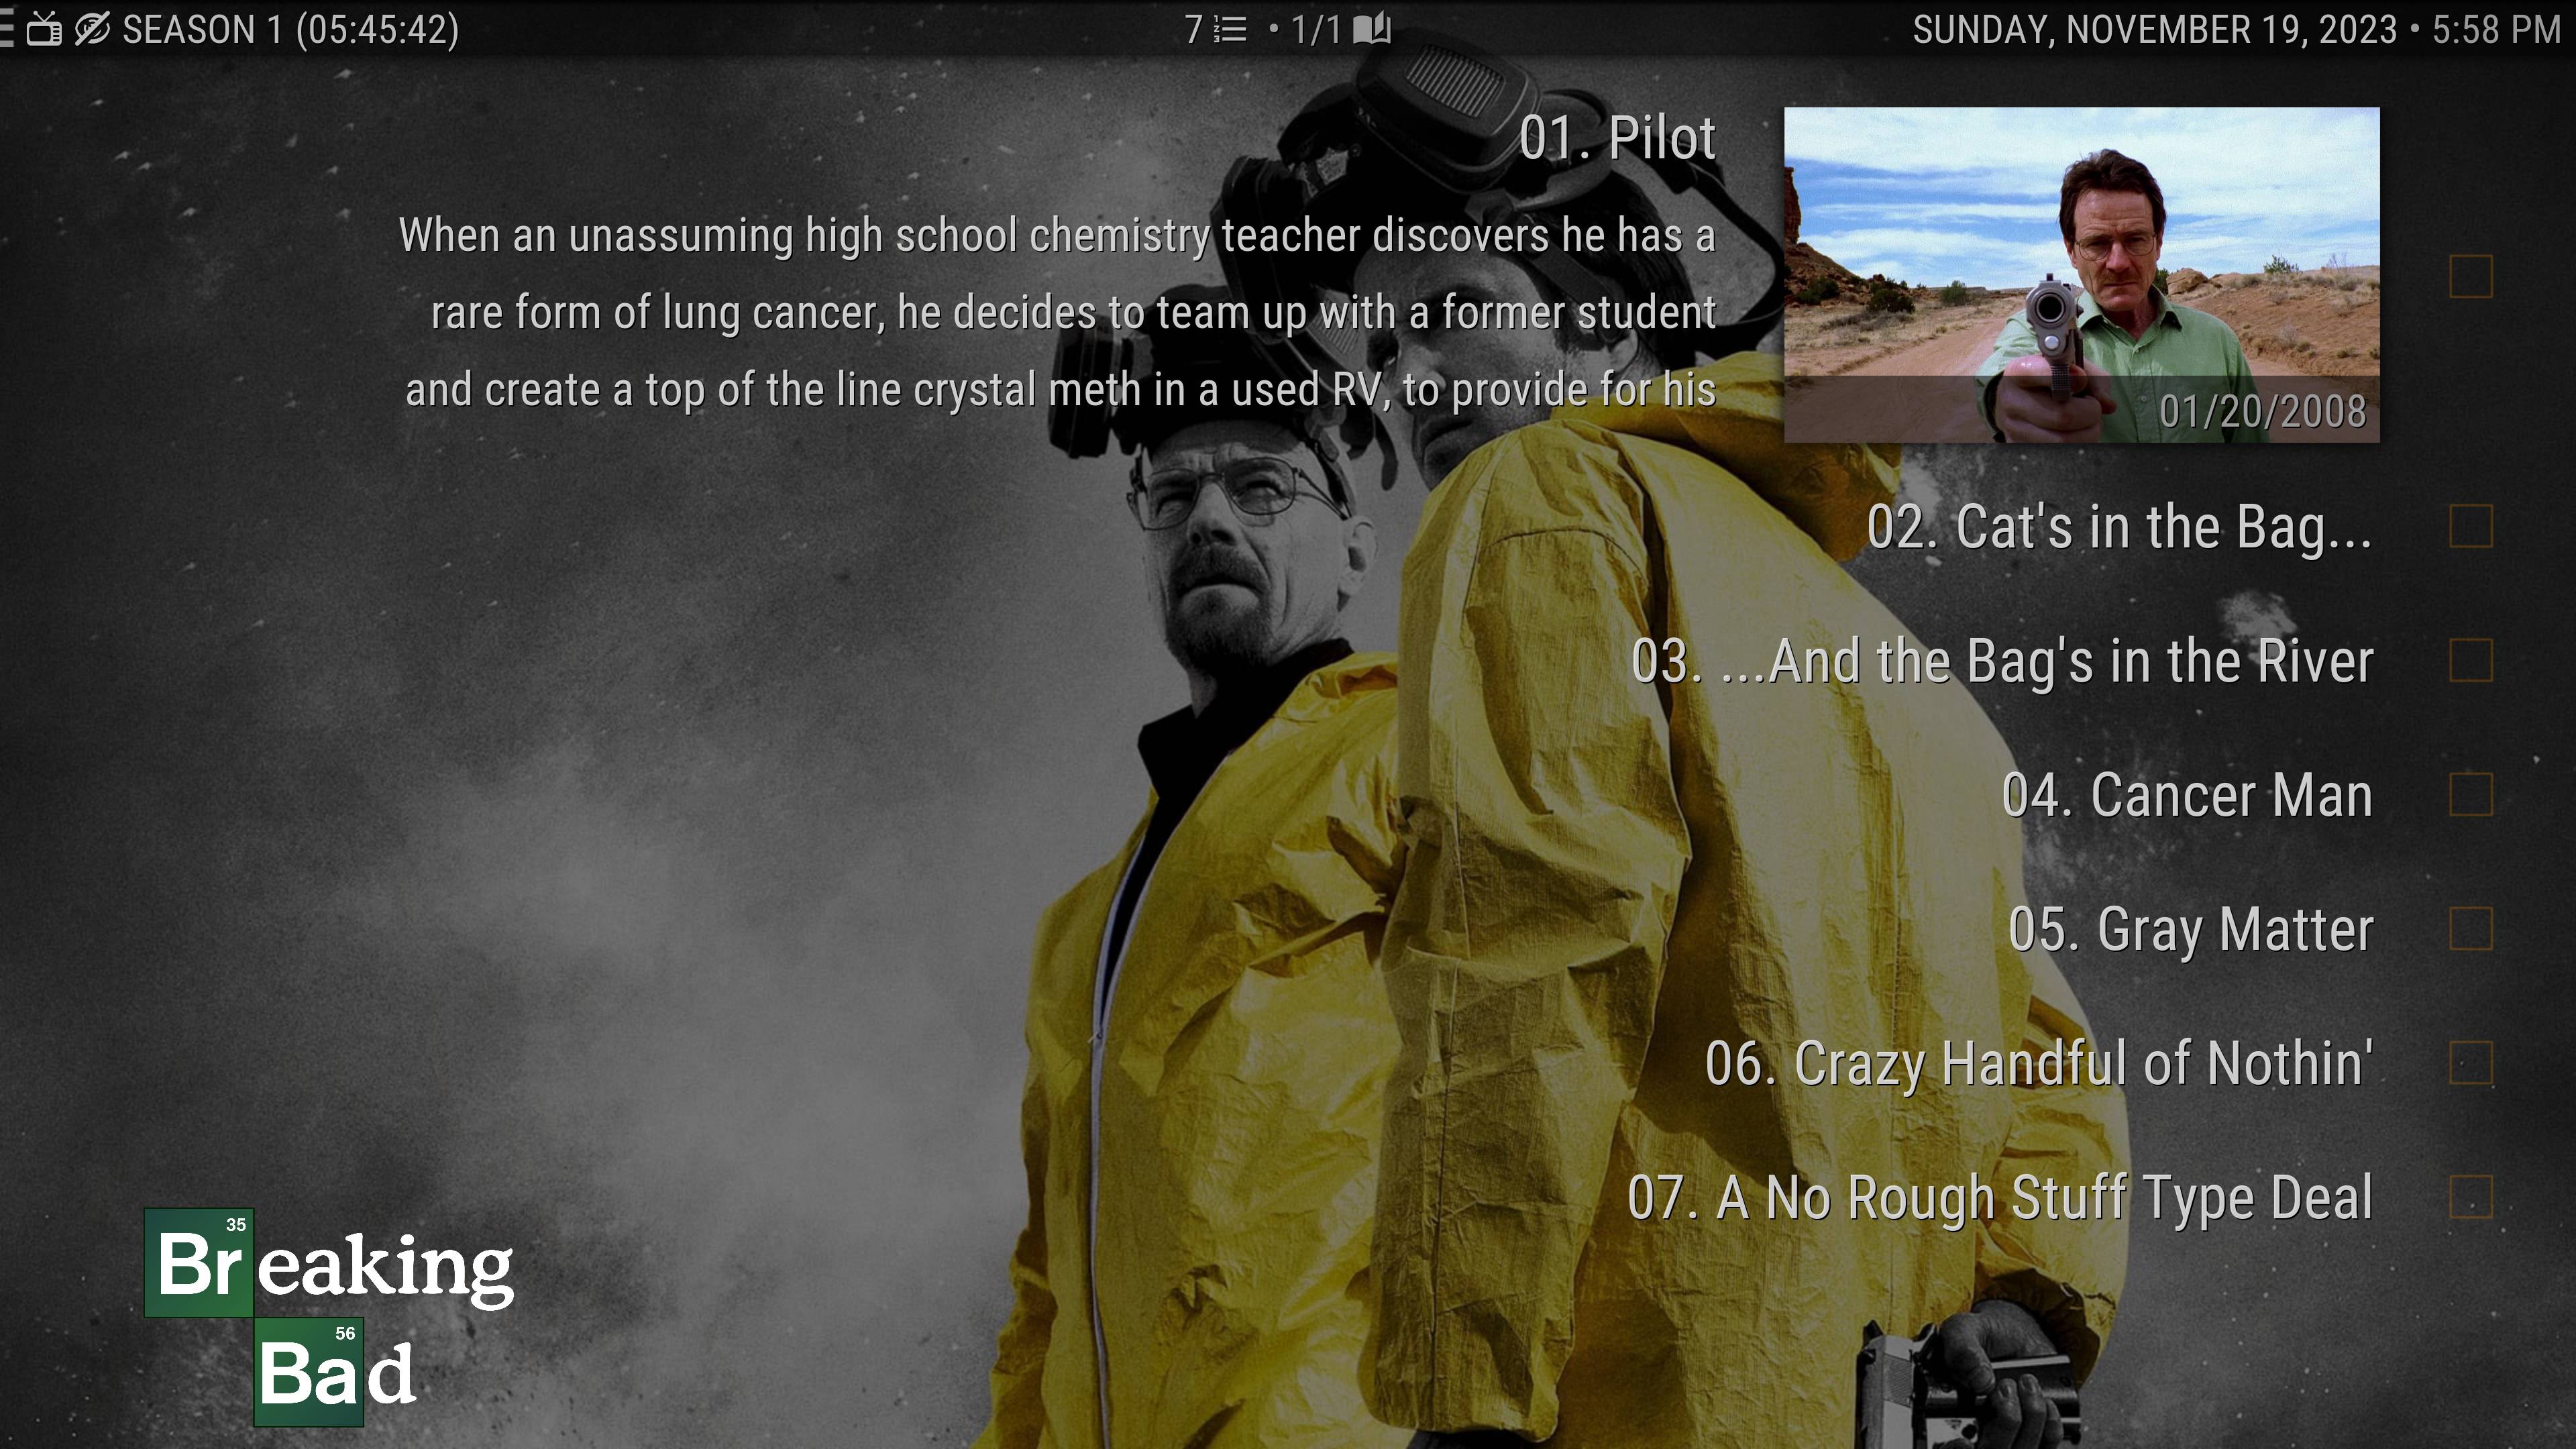 SEASON 1 (05:45:42)
7 • 1/1
SUNDAY, NOVEMBER 19, 2023 • 5:58 PM
01. Pilot
When an unassuming high school chemistry teacher discovers he has a
rare form of lung cancer, he decides to team up with a former student
and create a top of the line crystal meth in a used RV, to provide for his
01/20/2008
02. Cat's in the Bag...
03. ...And the Bag's in the River
04. Cancer Man
05. Gray Matter
06. Crazy Handful of Nothin'
07. A No Rough Stuff Type Deal
35
Breaking
56
Bad